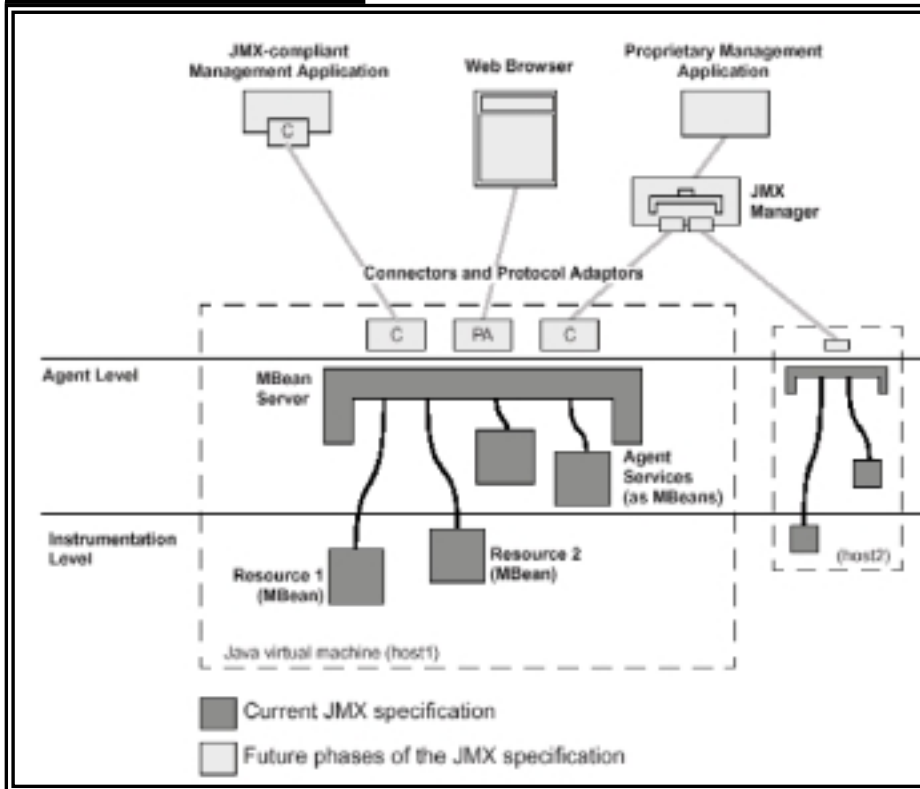 JMX-compliant
Management Application
Web Browser
Proprietary Management
Application
C
JMX
Manager
Connectors and Protocol Adaptors
C
PA
C
Agent Level
MBean
Server
Agent
Services
(as MBeans)
Instrumentation
Level
Resource 1
(MBean)
Resource 2
(MBean)
(host2)
Java virtual machine (host1)
Current JMX specification
Future phases of the JMX specification